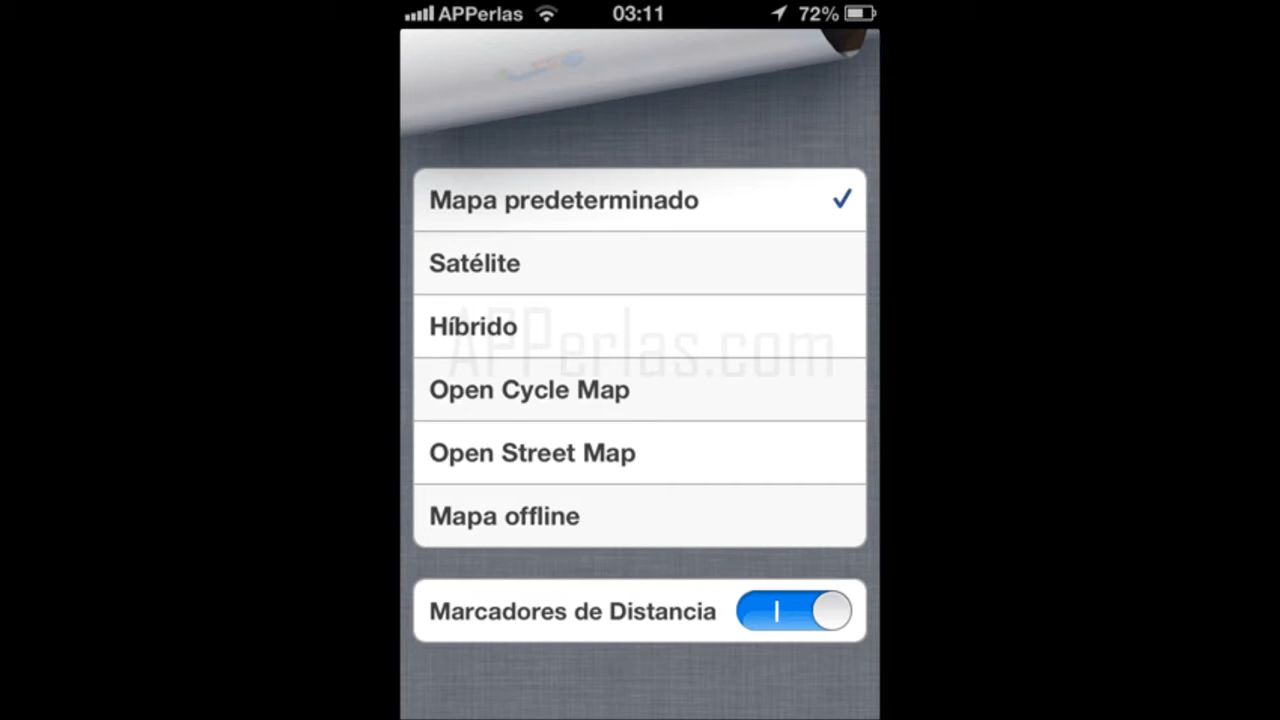 APPerlas 03:11 72%
Mapa predeterminado
Satélite
Híbrido
APPerlas.com
Open Cycle Map
Open Street Map
Mapa offline
Marcadores de Distancia